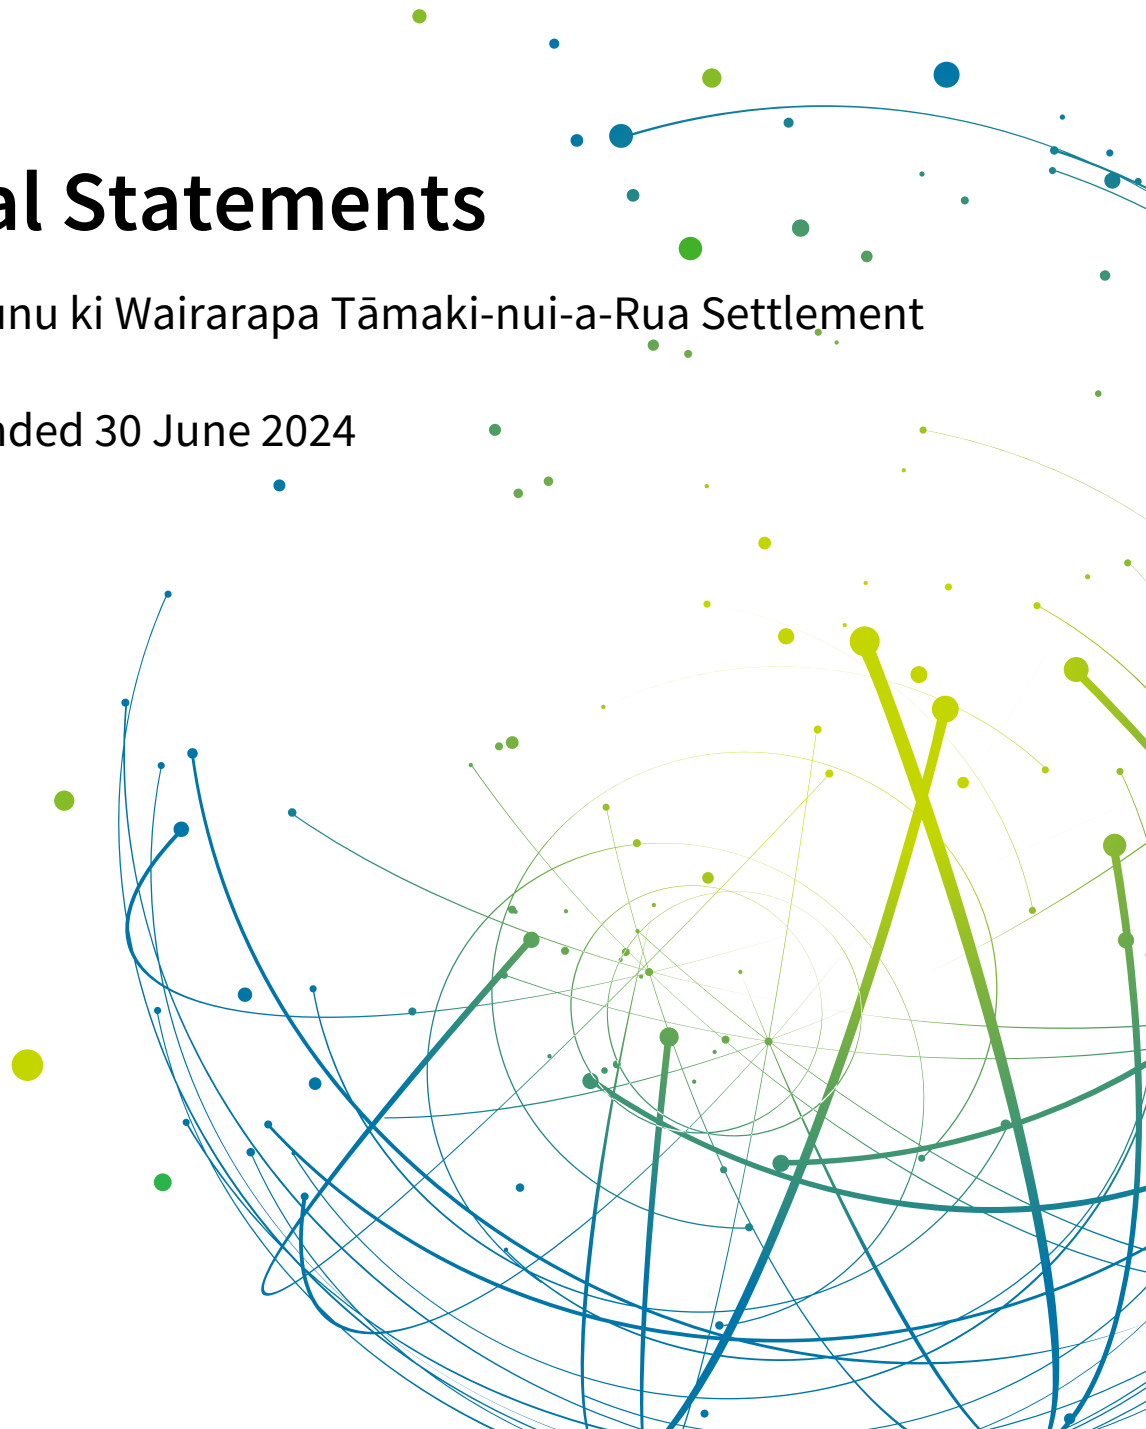 al Statements
unu ki Wairarapa Tāmaki-nui-a-Rua Settlement
nded 30 June 2024